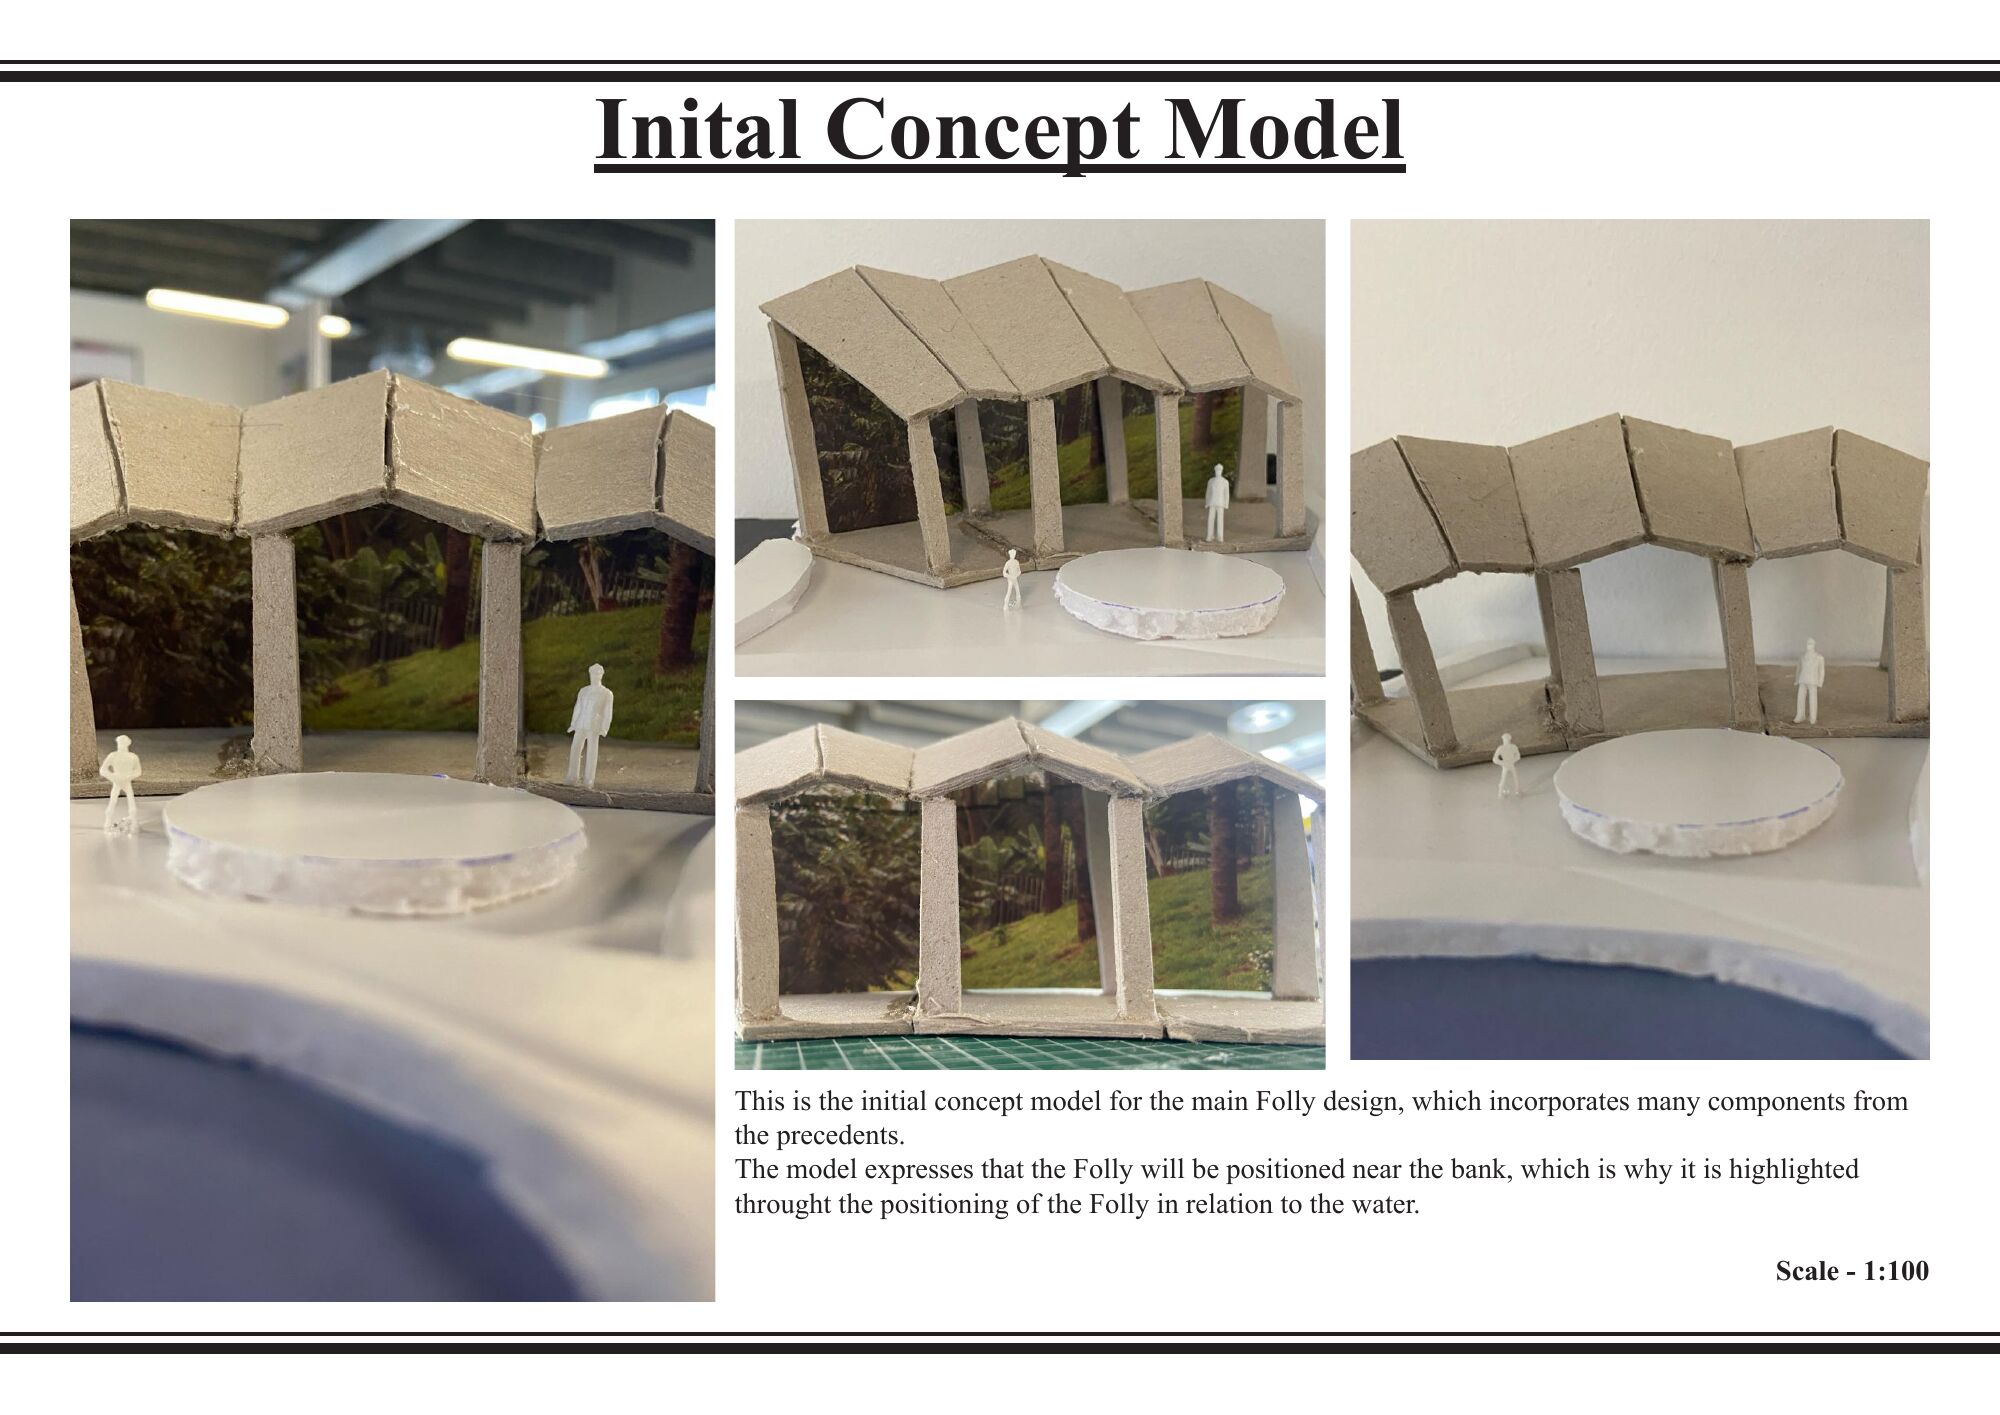 Inital Concept Model
This is the initial concept model for the main Folly design, which incorporates many components from
the precedents.
The model expresses that the Folly will be positioned near the bank, which is why it is highlighted
throught the positioning of the Folly in relation to the water.
Scale - 1:100